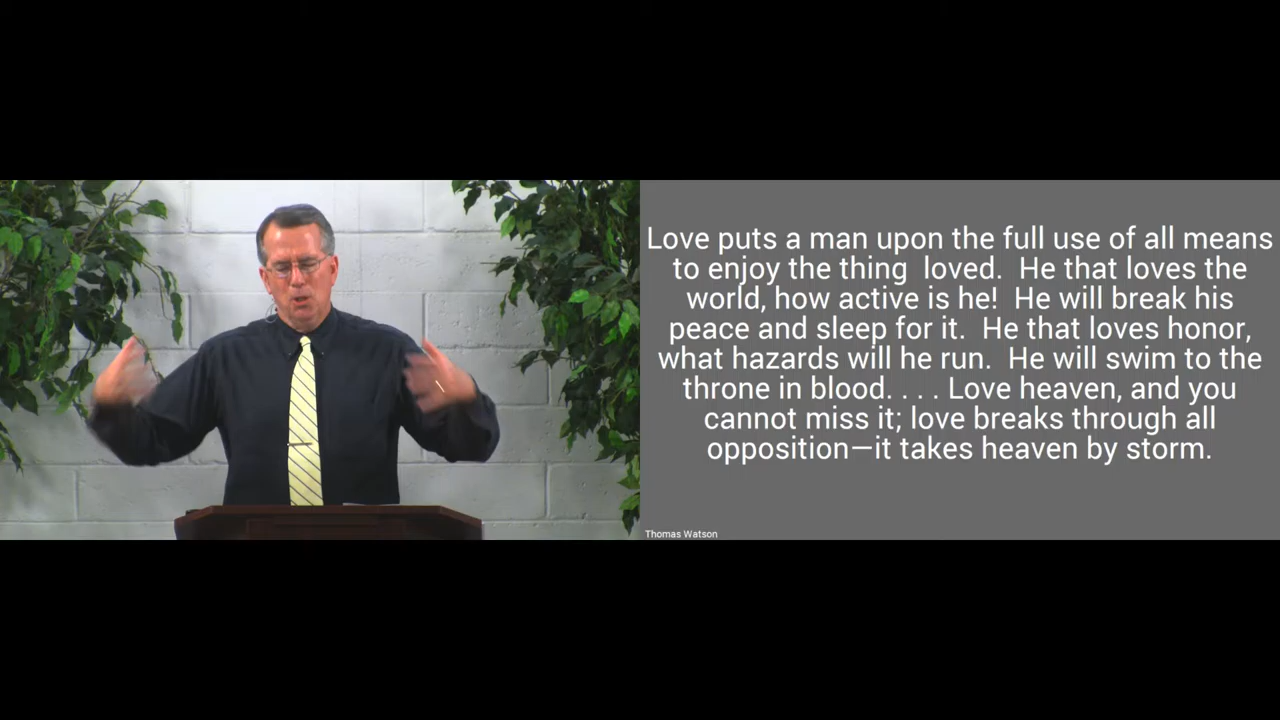 Love puts a man upon the full use of all means
to enjoy the thing  loved.  He that loves the
world, how active is he!  He will break his
peace and sleep for it.  He that loves honor,
what hazards will he run.  He will swim to the
throne in blood. . . . Love heaven, and you
cannot miss it; love breaks through all
opposition—it takes heaven by storm.
Thomas Watson